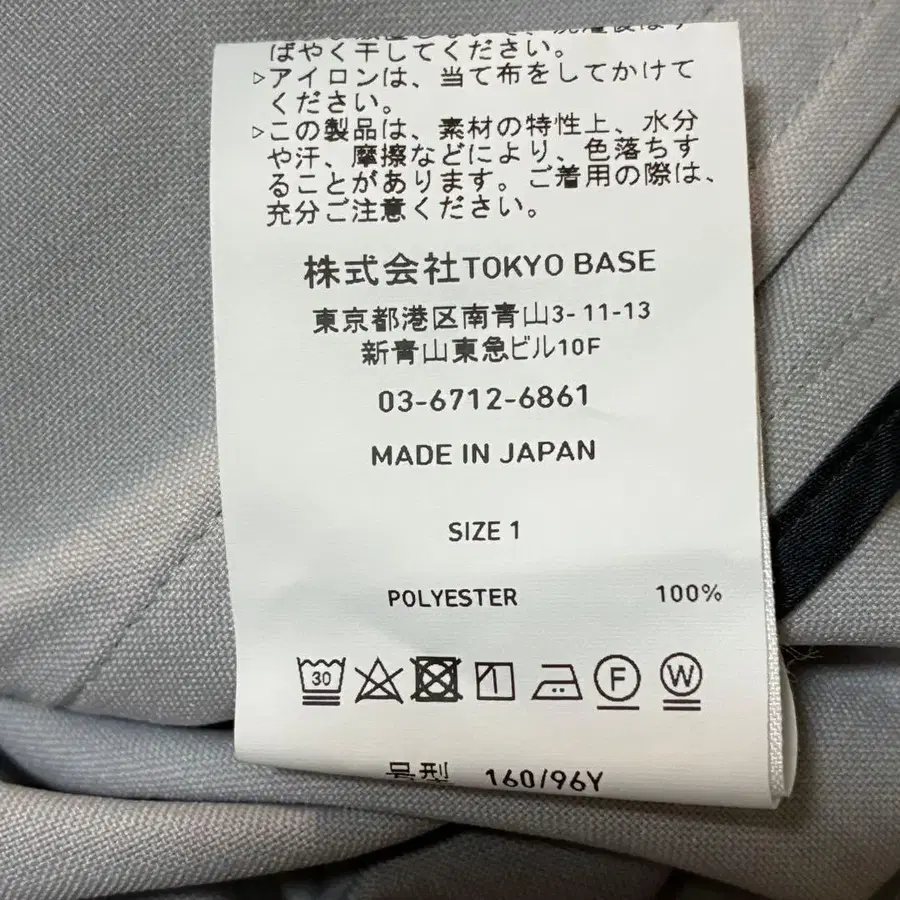 ばやく干してください。
▷アイロンは、当て布をしてかけて
ください。
▷この製品は、素材の特性上、水分
や汗、摩擦などにより、色落ちす
ることがあります。ご着用の際は、
充分ご注意ください。
株式会社TOKYO BASE
東京都港区南青山3-11-13
新青山東急ビル10F
03-6712-6861
MADE IN JAPAN
SIZE 1
POLYESTER 100%
30 F W
号型 160/96Y